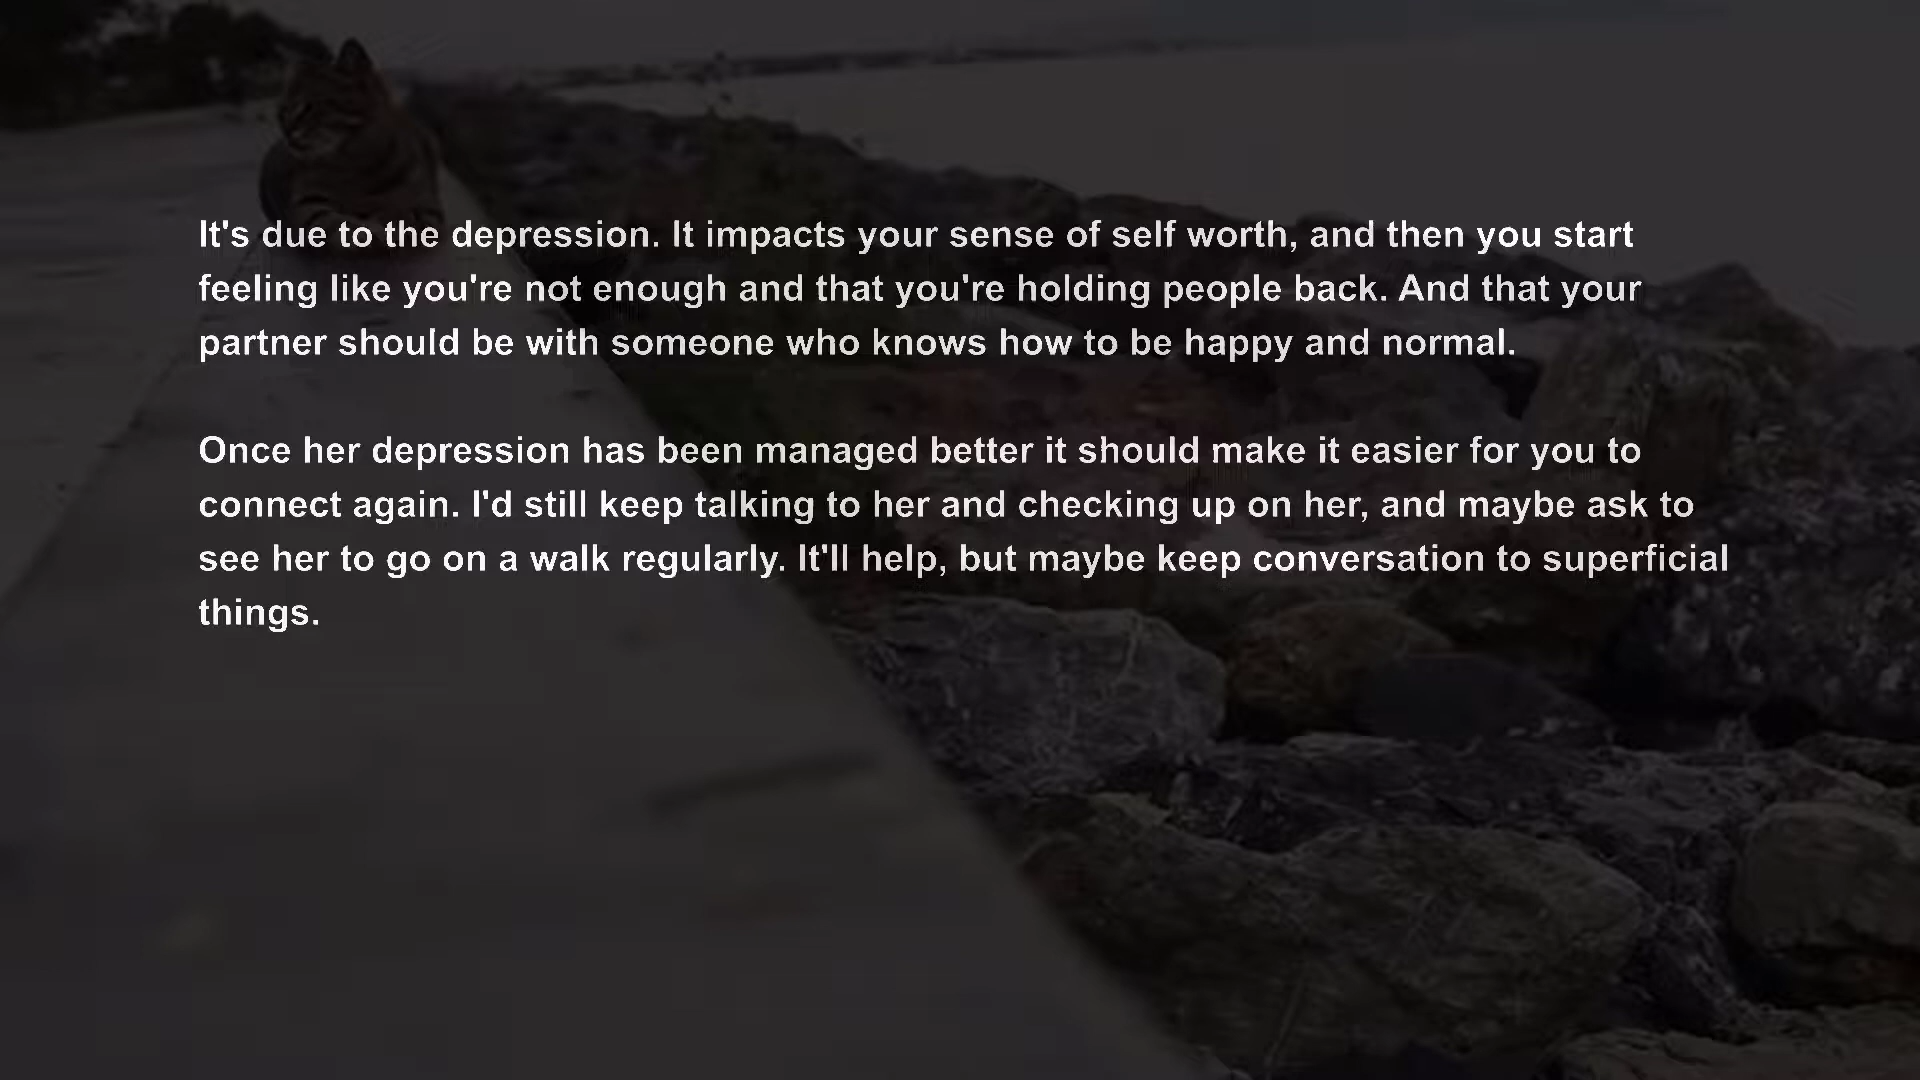 It's due to the depression. It impacts your sense of self worth, and then you start
feeling like you're not enough and that you're holding people back. And that your
partner should be with someone who knows how to be happy and normal.
Once her depression has been managed better it should make it easier for you to
connect again. I'd still keep talking to her and checking up on her, and maybe ask to
see her to go on a walk regularly. It'll help, but maybe keep conversation to superficial
things.